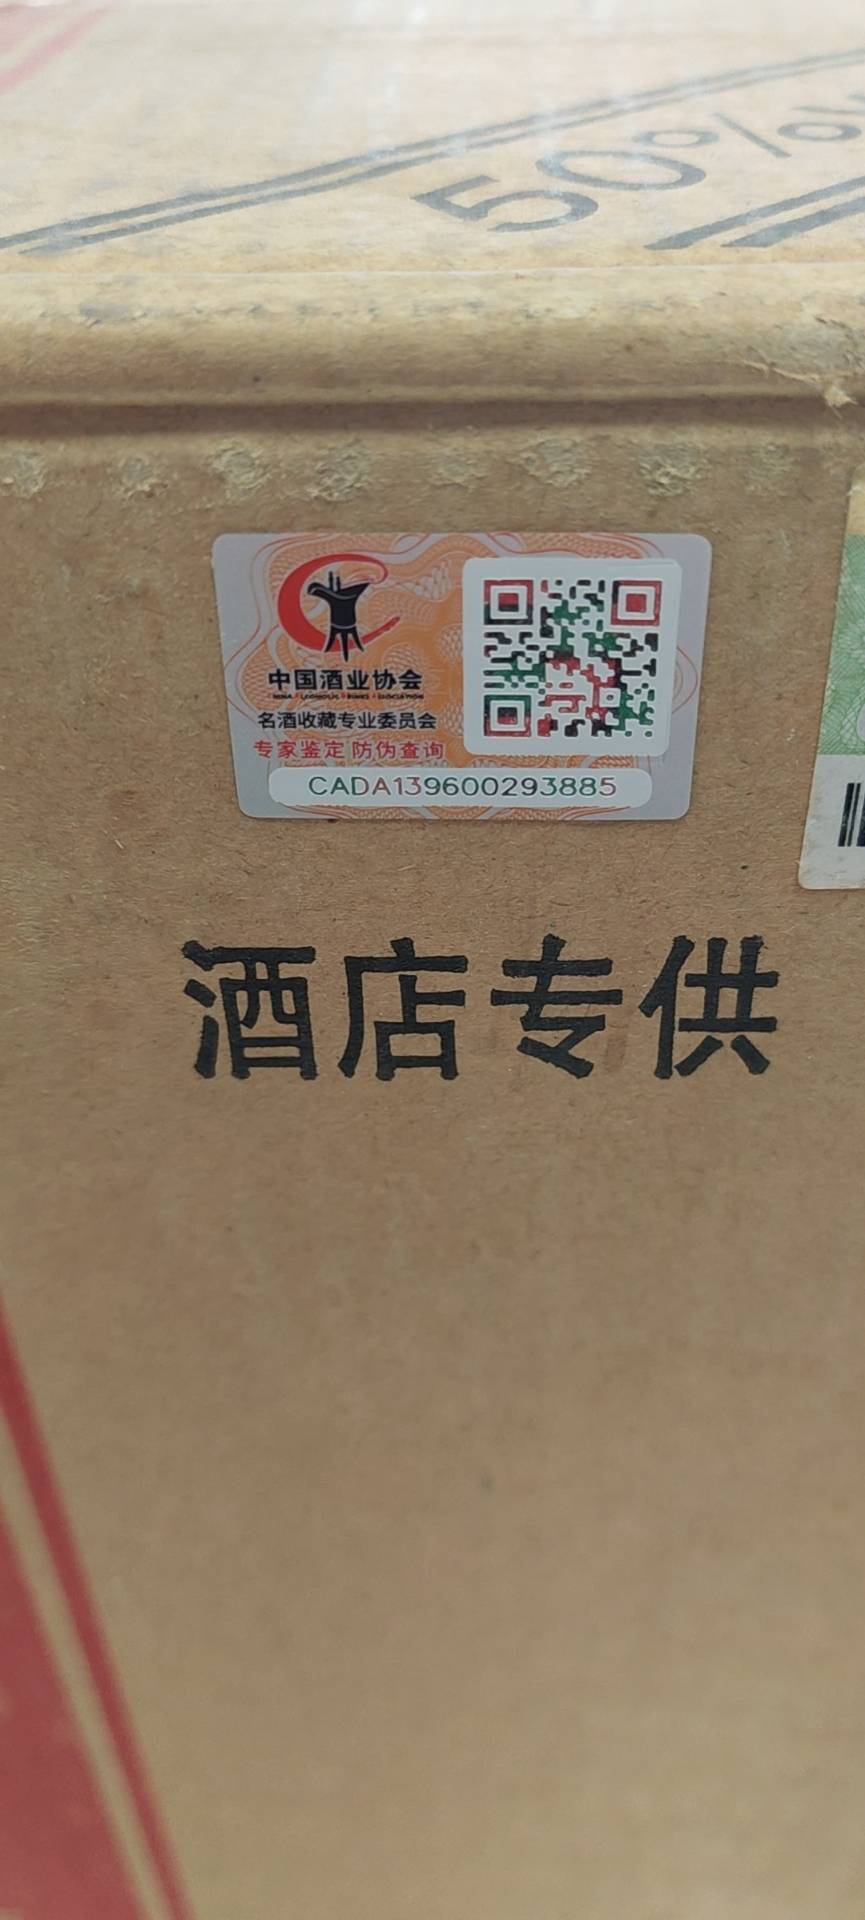 50%
中国酒业协会
名酒收藏专业委员会
专家鉴定 防伪查询
CADA139600293885
酒店专供